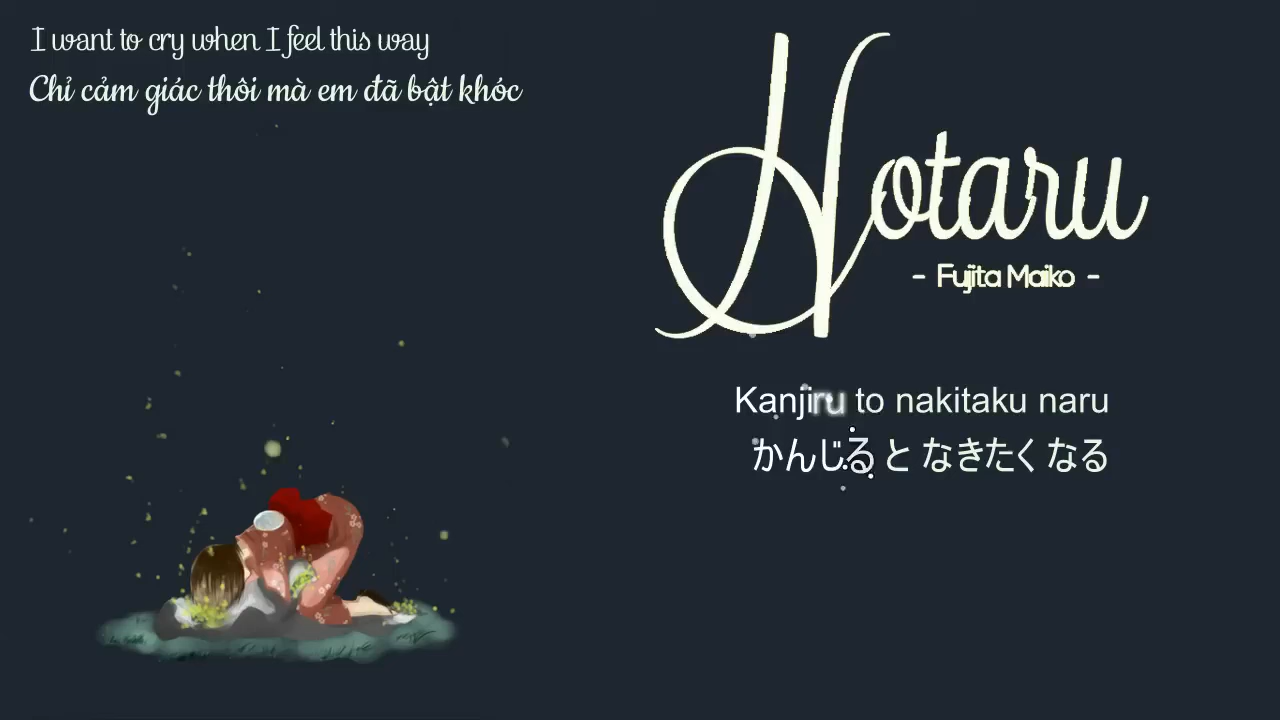 I want to cry when I feel this way
Chỉ cảm giác thôi mà em đã bật khóc
Hotaru
- Fujita Maiko -
Kanjiru to nakitaku naru
かんじる と なきたく なる